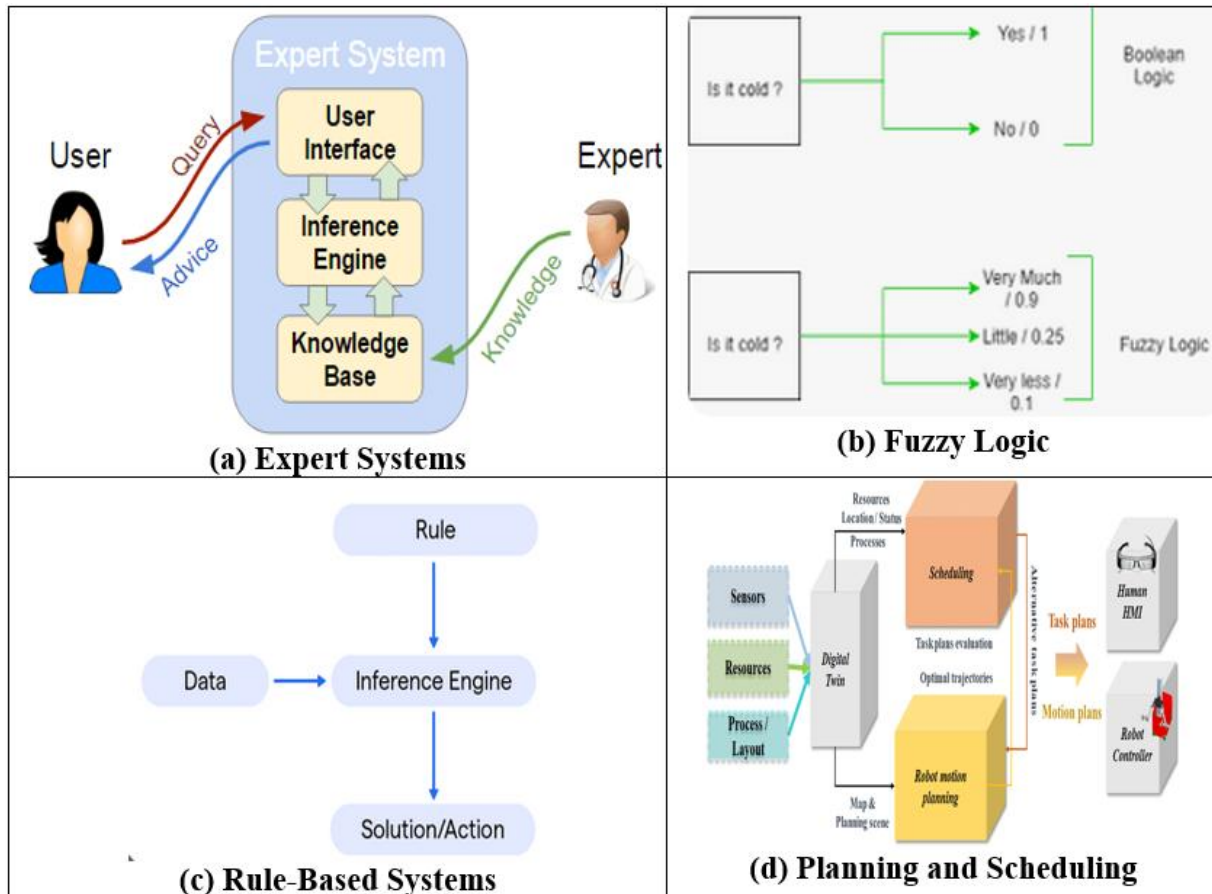 Expert System
User
Interface
Inference
Engine
Knowledge
Base
User
Query
Advice
Expert
Knowledge
(a) Expert Systems
Is it cold ?
Yes / 1
No / 0
Boolean
Logic
Is it cold ?
Very Much
/ 0.9
Little / 0.25
Very less /
0.1
Fuzzy Logic
(b) Fuzzy Logic
Rule
Data
Inference Engine
Solution/Action
(c) Rule-Based Systems
Resources
Location / Status
Processes
Sensors
Resources
Process /
Layout
Digital
Twin
Scheduling
Task plans evaluation
Optimal trajectories
Alternative task plans
Robot motion
planning
Map &
Planning scene
Task plans
Motion plans
Human
HMI
Robot
Controller
(d) Planning and Scheduling